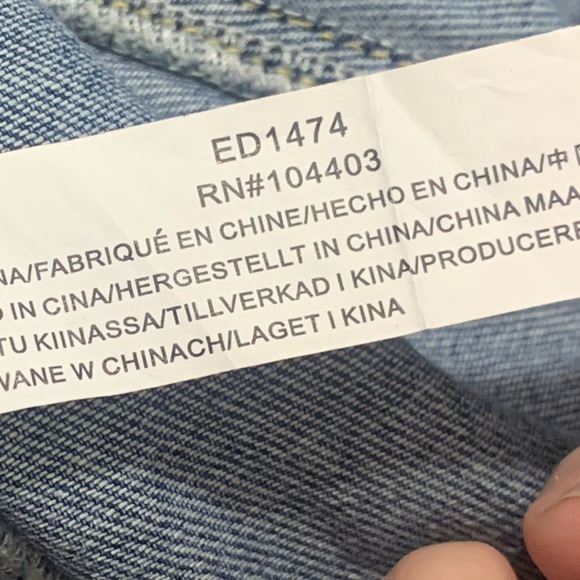 ED1474
RN#104403
NA/FABRIQUÉ EN CHINE/HECHO EN CHINA/中
IN CINA/HERGESTELLT IN CHINA/CHINA MAA
TU KIINASSA/TILLVERKAD I KINA/PRODUCERE
WANE W CHINACH/LAGET I KINA